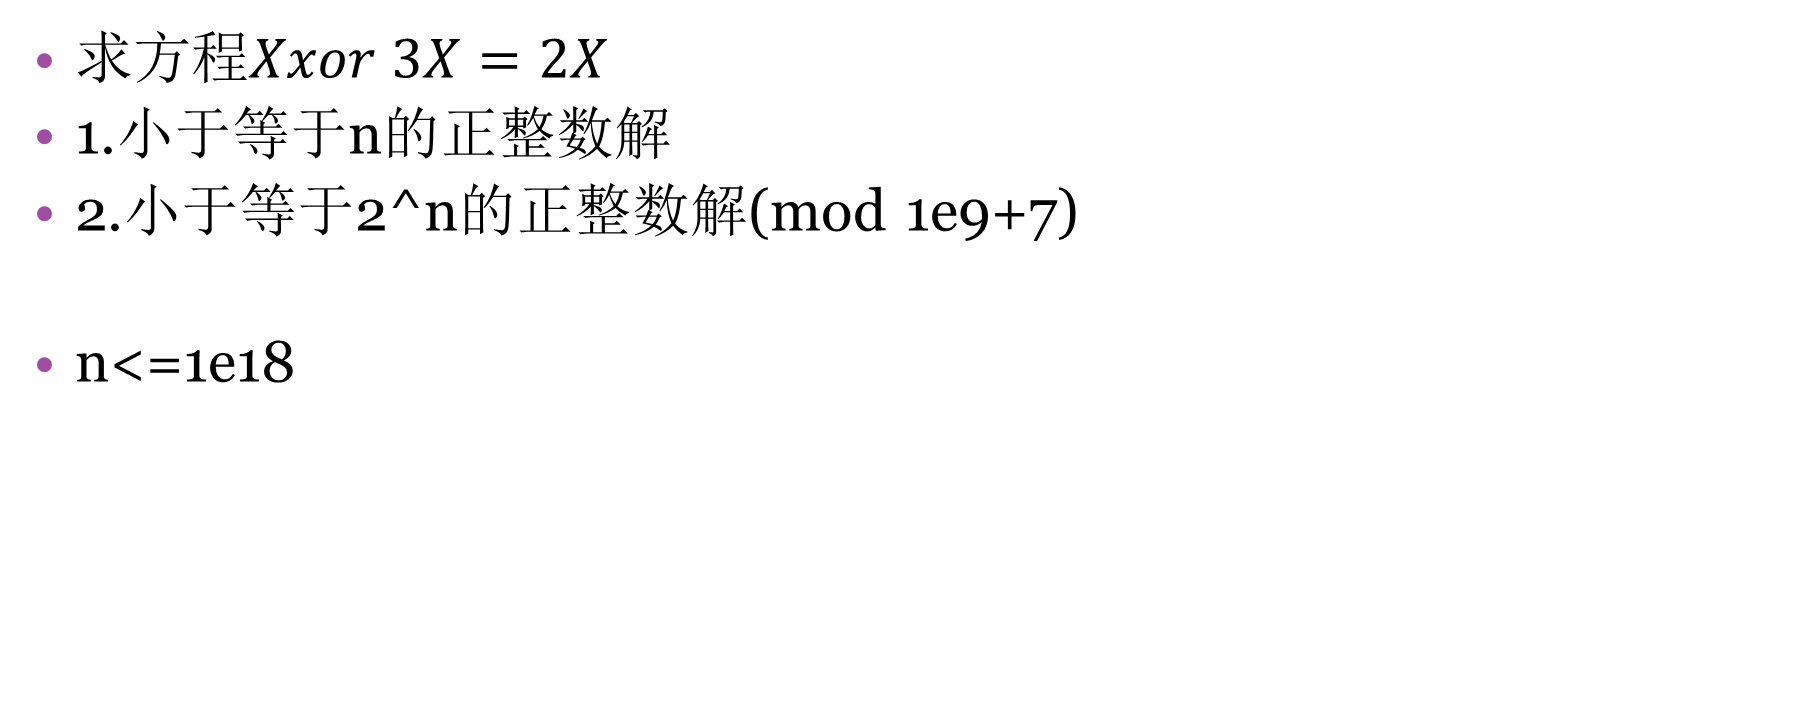 • 求方程Xxor 3X = 2X
• 1.小于等于n的正整数解
• 2.小于等于2^n的正整数解(mod 1e9+7)
• n<=1e18